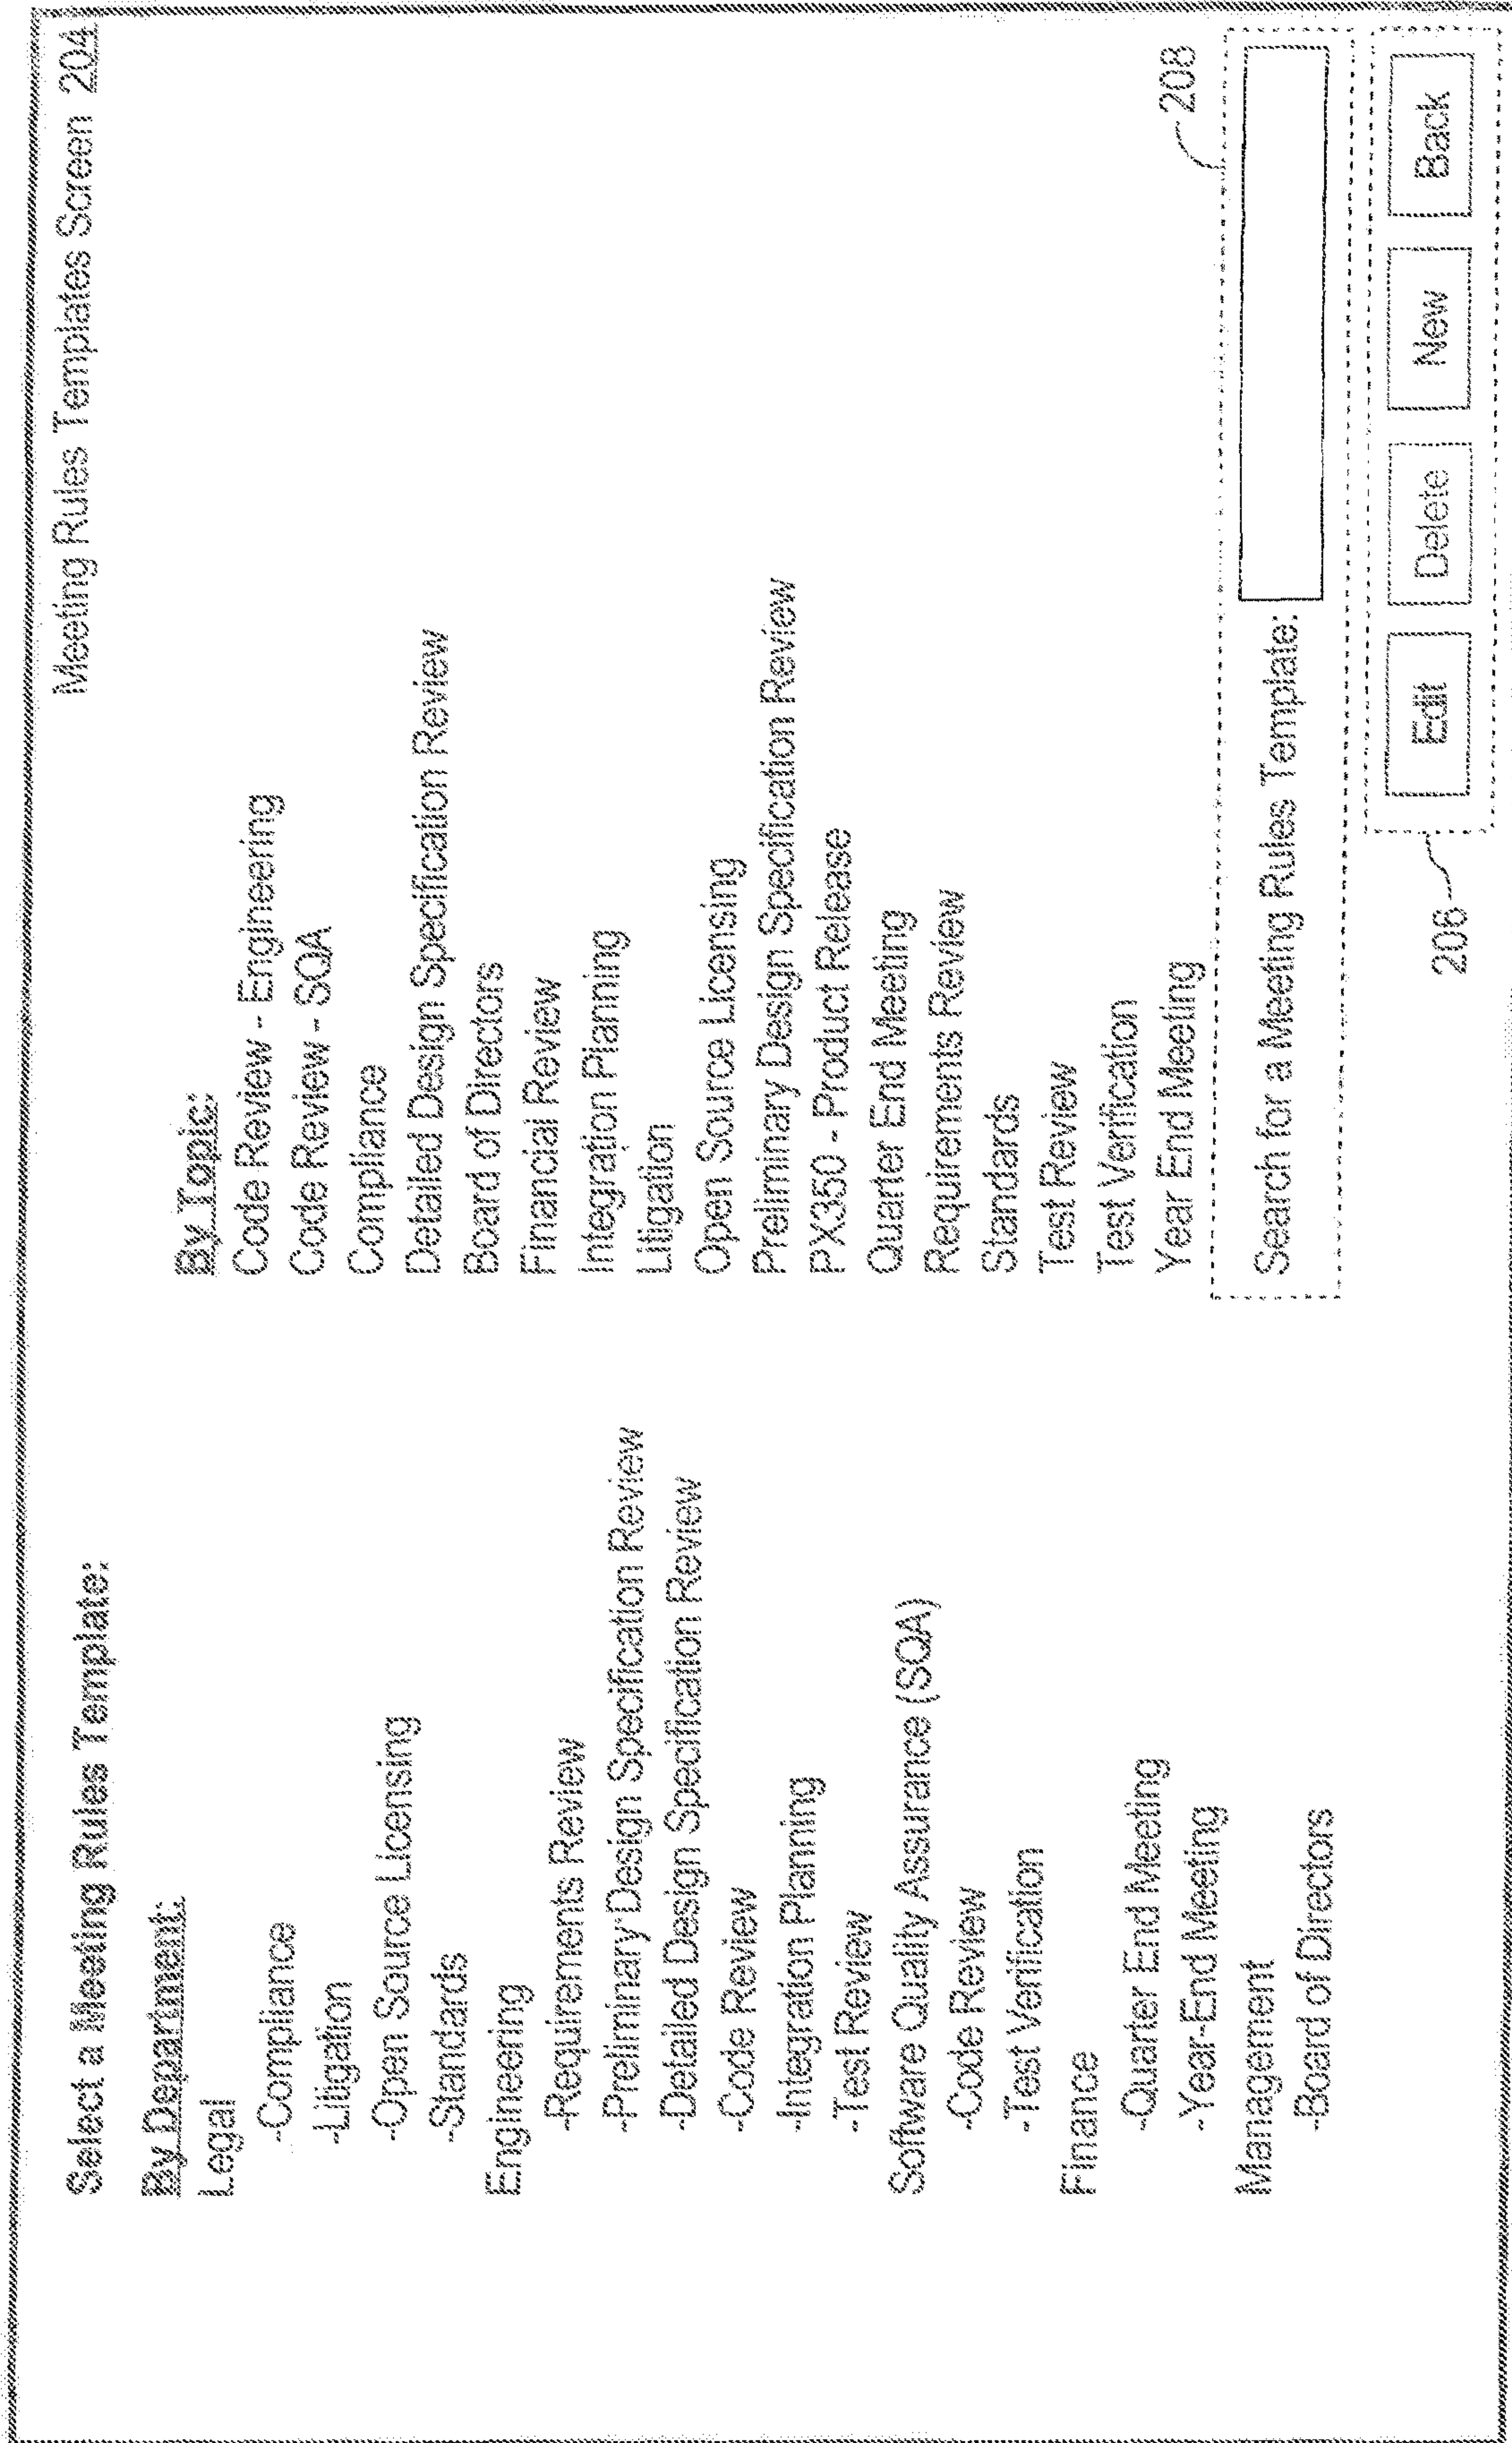 Meeting Rules Templates Screen 204
Select a Meeting Rules Template:
By Department:
Legal
-Compliance
-Litigation
-Open Source Licensing
-Standards
Engineering
-Requirements Review
-Preliminary Design Specification Review
-Detailed Design Specification Review
-Code Review
-Integration Planning
-Test Review
Software Quality Assurance (SQA)
-Code Review
-Test Verification
Finance
-Quarter End Meeting
-Year-End Meeting
Management
-Board of Directors
By Topic:
Code Review - Engineering
Code Review - SQA
Compliance
Detailed Design Specification Review
Board of Directors
Financial Review
Integration Planning
Litigation
Open Source Licensing
Preliminary Design Specification Review
PX350 - Product Release
Quarter End Meeting
Requirements Review
Standards
Test Review
Test Verification
Year End Meeting
208
Search for a Meeting Rules Template:
206
Edit Delete New Back